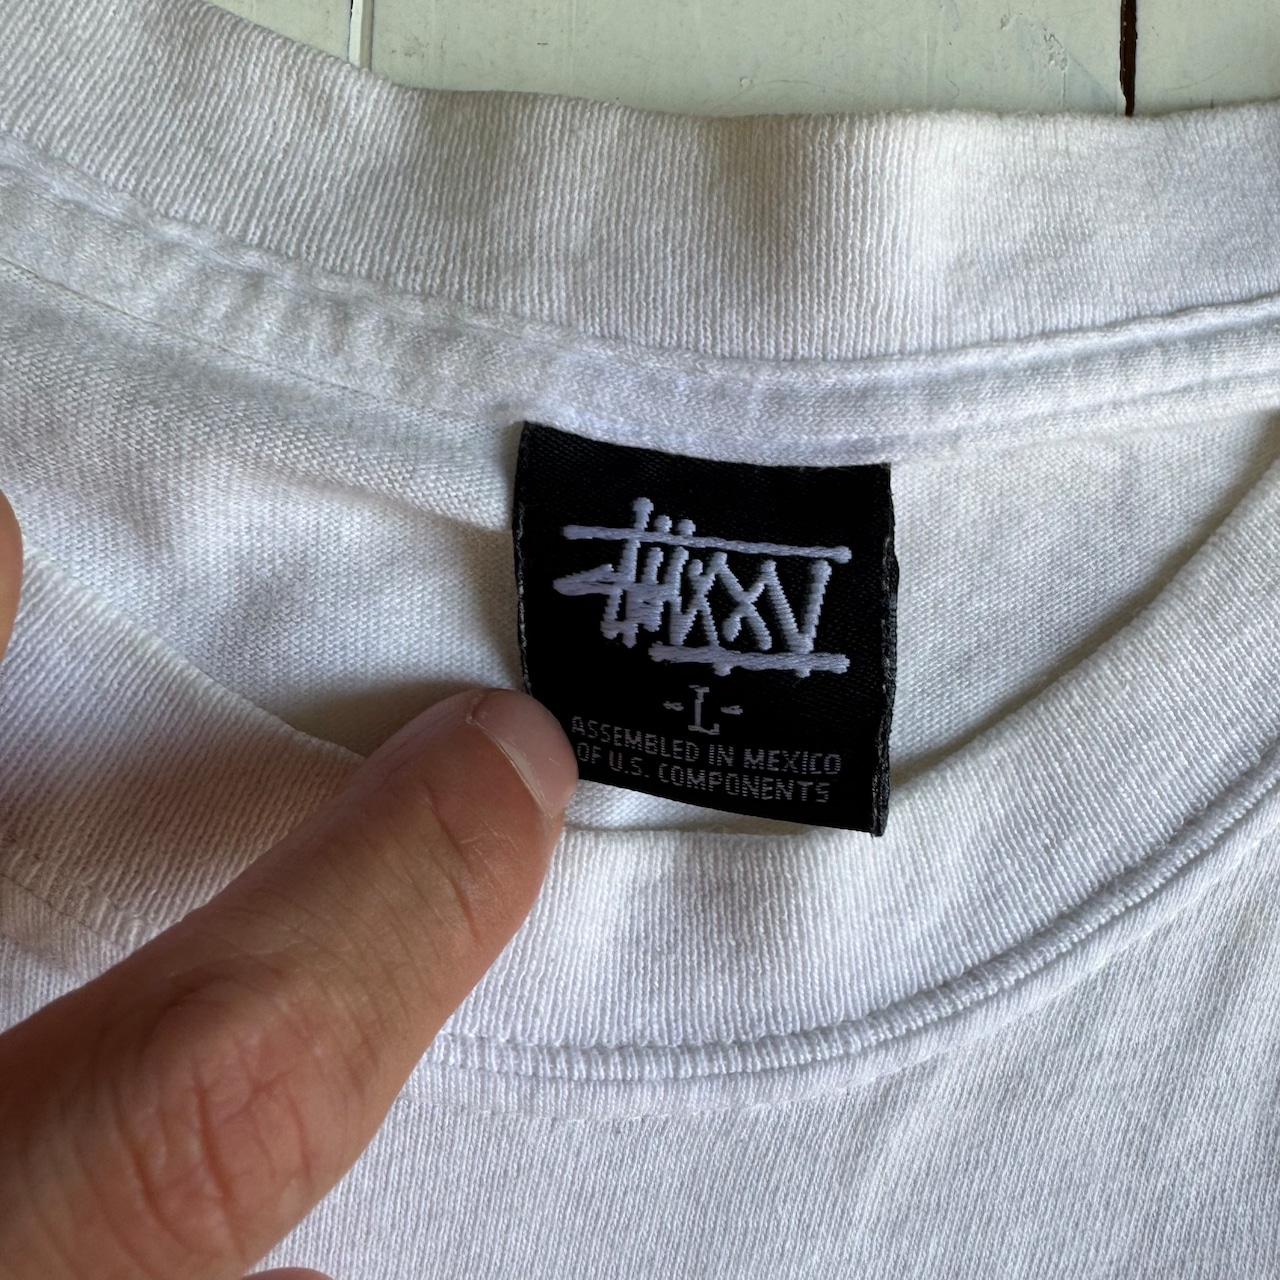 Stüssy
-L-
ASSEMBLED IN MEXICO
OF U.S. COMPONENTS